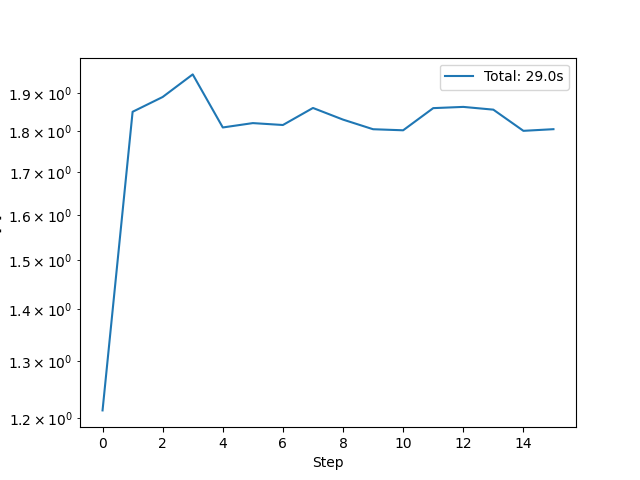 Total: 29.0s
1.9 × 10⁰
1.8 × 10⁰
1.7 × 10⁰
1.6 × 10⁰
1.5 × 10⁰
1.4 × 10⁰
1.3 × 10⁰
1.2 × 10⁰
0 2 4 6 8 10 12 14
Step